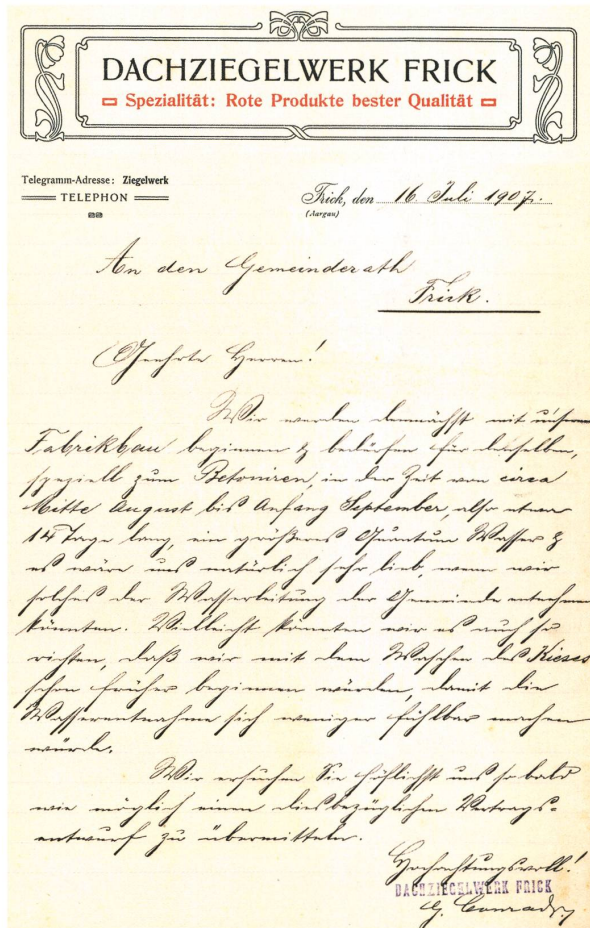 DACHZIEGELWERK FRICK
Spezialität: Rote Produkte bester Qualität
Telegramm-Adresse: Ziegelwerk
TELEPHON
Frick, den 16. Juli 1907.
(Aargau)
An den Gemeinderath
Frick.
Geehrte Herren!
Wir werden demnächst mit unserm
Fabrikbau beginnen & bedürfen für denselben,
speziell zum Betoniren, in der Zeit von circa
Mitte August bis Anfang September, also etwa
14 Tage lang, ein größeres Quantum Wasser &
es wäre uns natürlich sehr lieb, wenn wir
solches der Wasserleitung der Gemeinde entnehmen
könnten. Vielleicht könnten wir es auch so
richten, daß wir mit dem Waschen des Kieses
schon früher beginnen würden, damit die
Wasserentnahme sich weniger fühlbar machen
würde.
Wir ersuchen Sie höflichst uns so bald
wie möglich einen diesbezüglichen Vertrags-
entwurf zu übermitteln.
Hochachtungsvoll!
DACHZIEGELWERK FRICK
G. Conrad